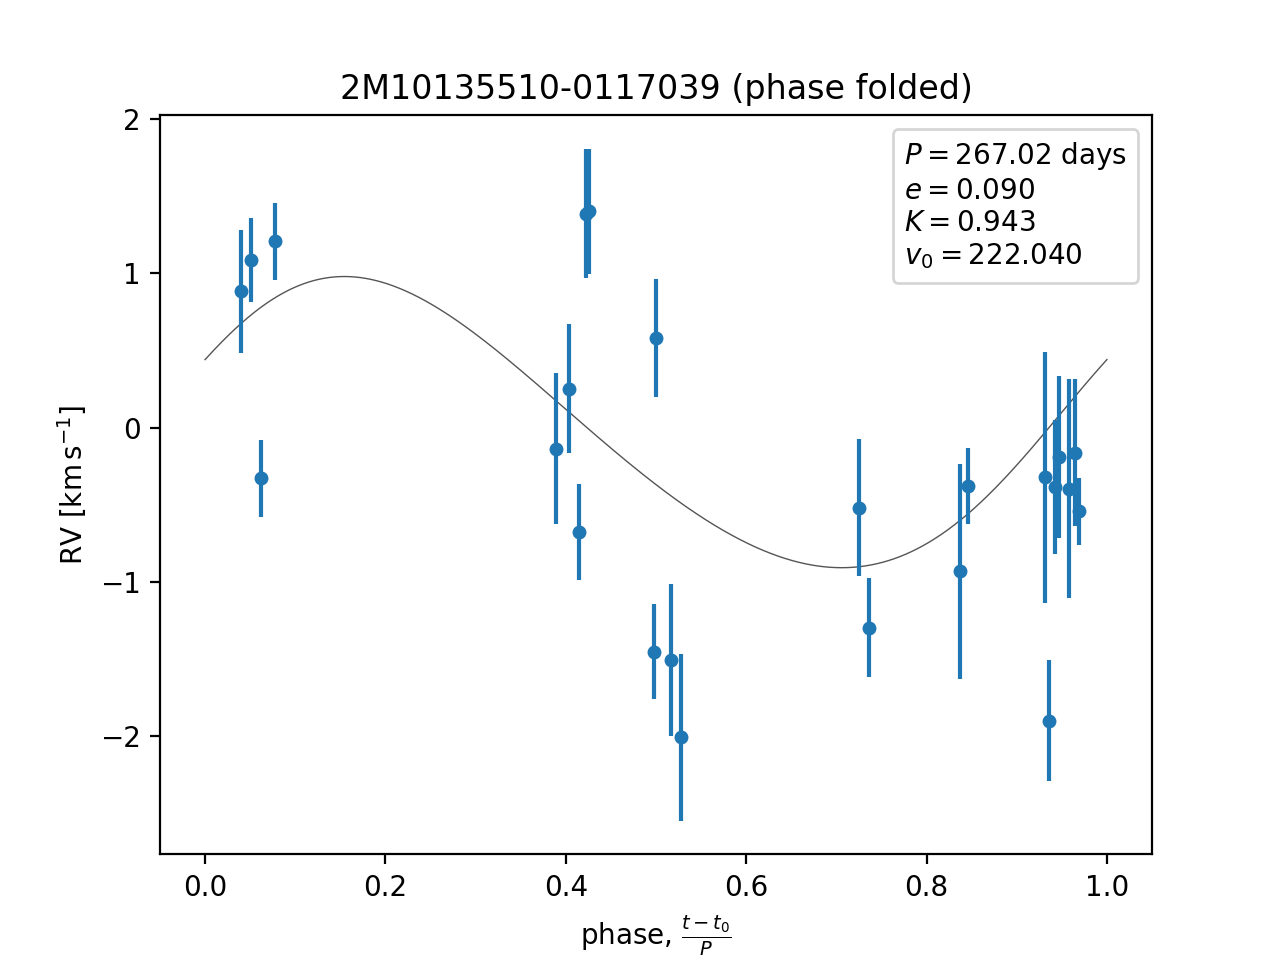 2M10135510-0117039 (phase folded)
P = 267.02 days
e = 0.090
K = 0.943
v₀ = 222.040
RV [km s⁻¹]
2
1
0
−1
−2
0.0 0.2 0.4 0.6 0.8 1.0
phase, (t − t₀)/P